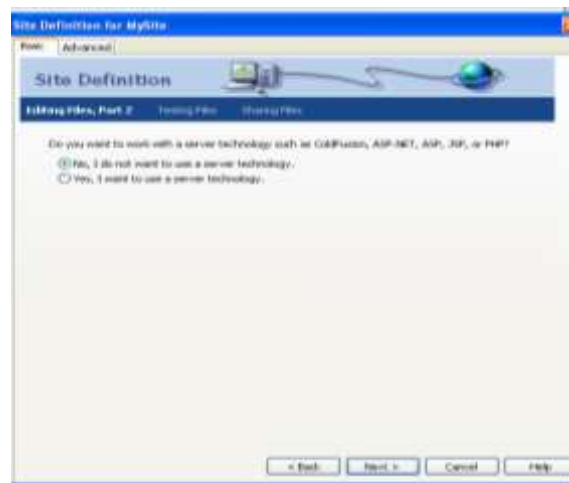 Site Definition for MySite
Basic Advanced
Site Definition
Editing Files, Part 2 Testing Files Sharing Files
Do you want to work with a server technology such as ColdFusion, ASP.NET, ASP, JSP, or PHP?
No, I do not want to use a server technology.
Yes, I want to use a server technology.
< Back Next > Cancel Help